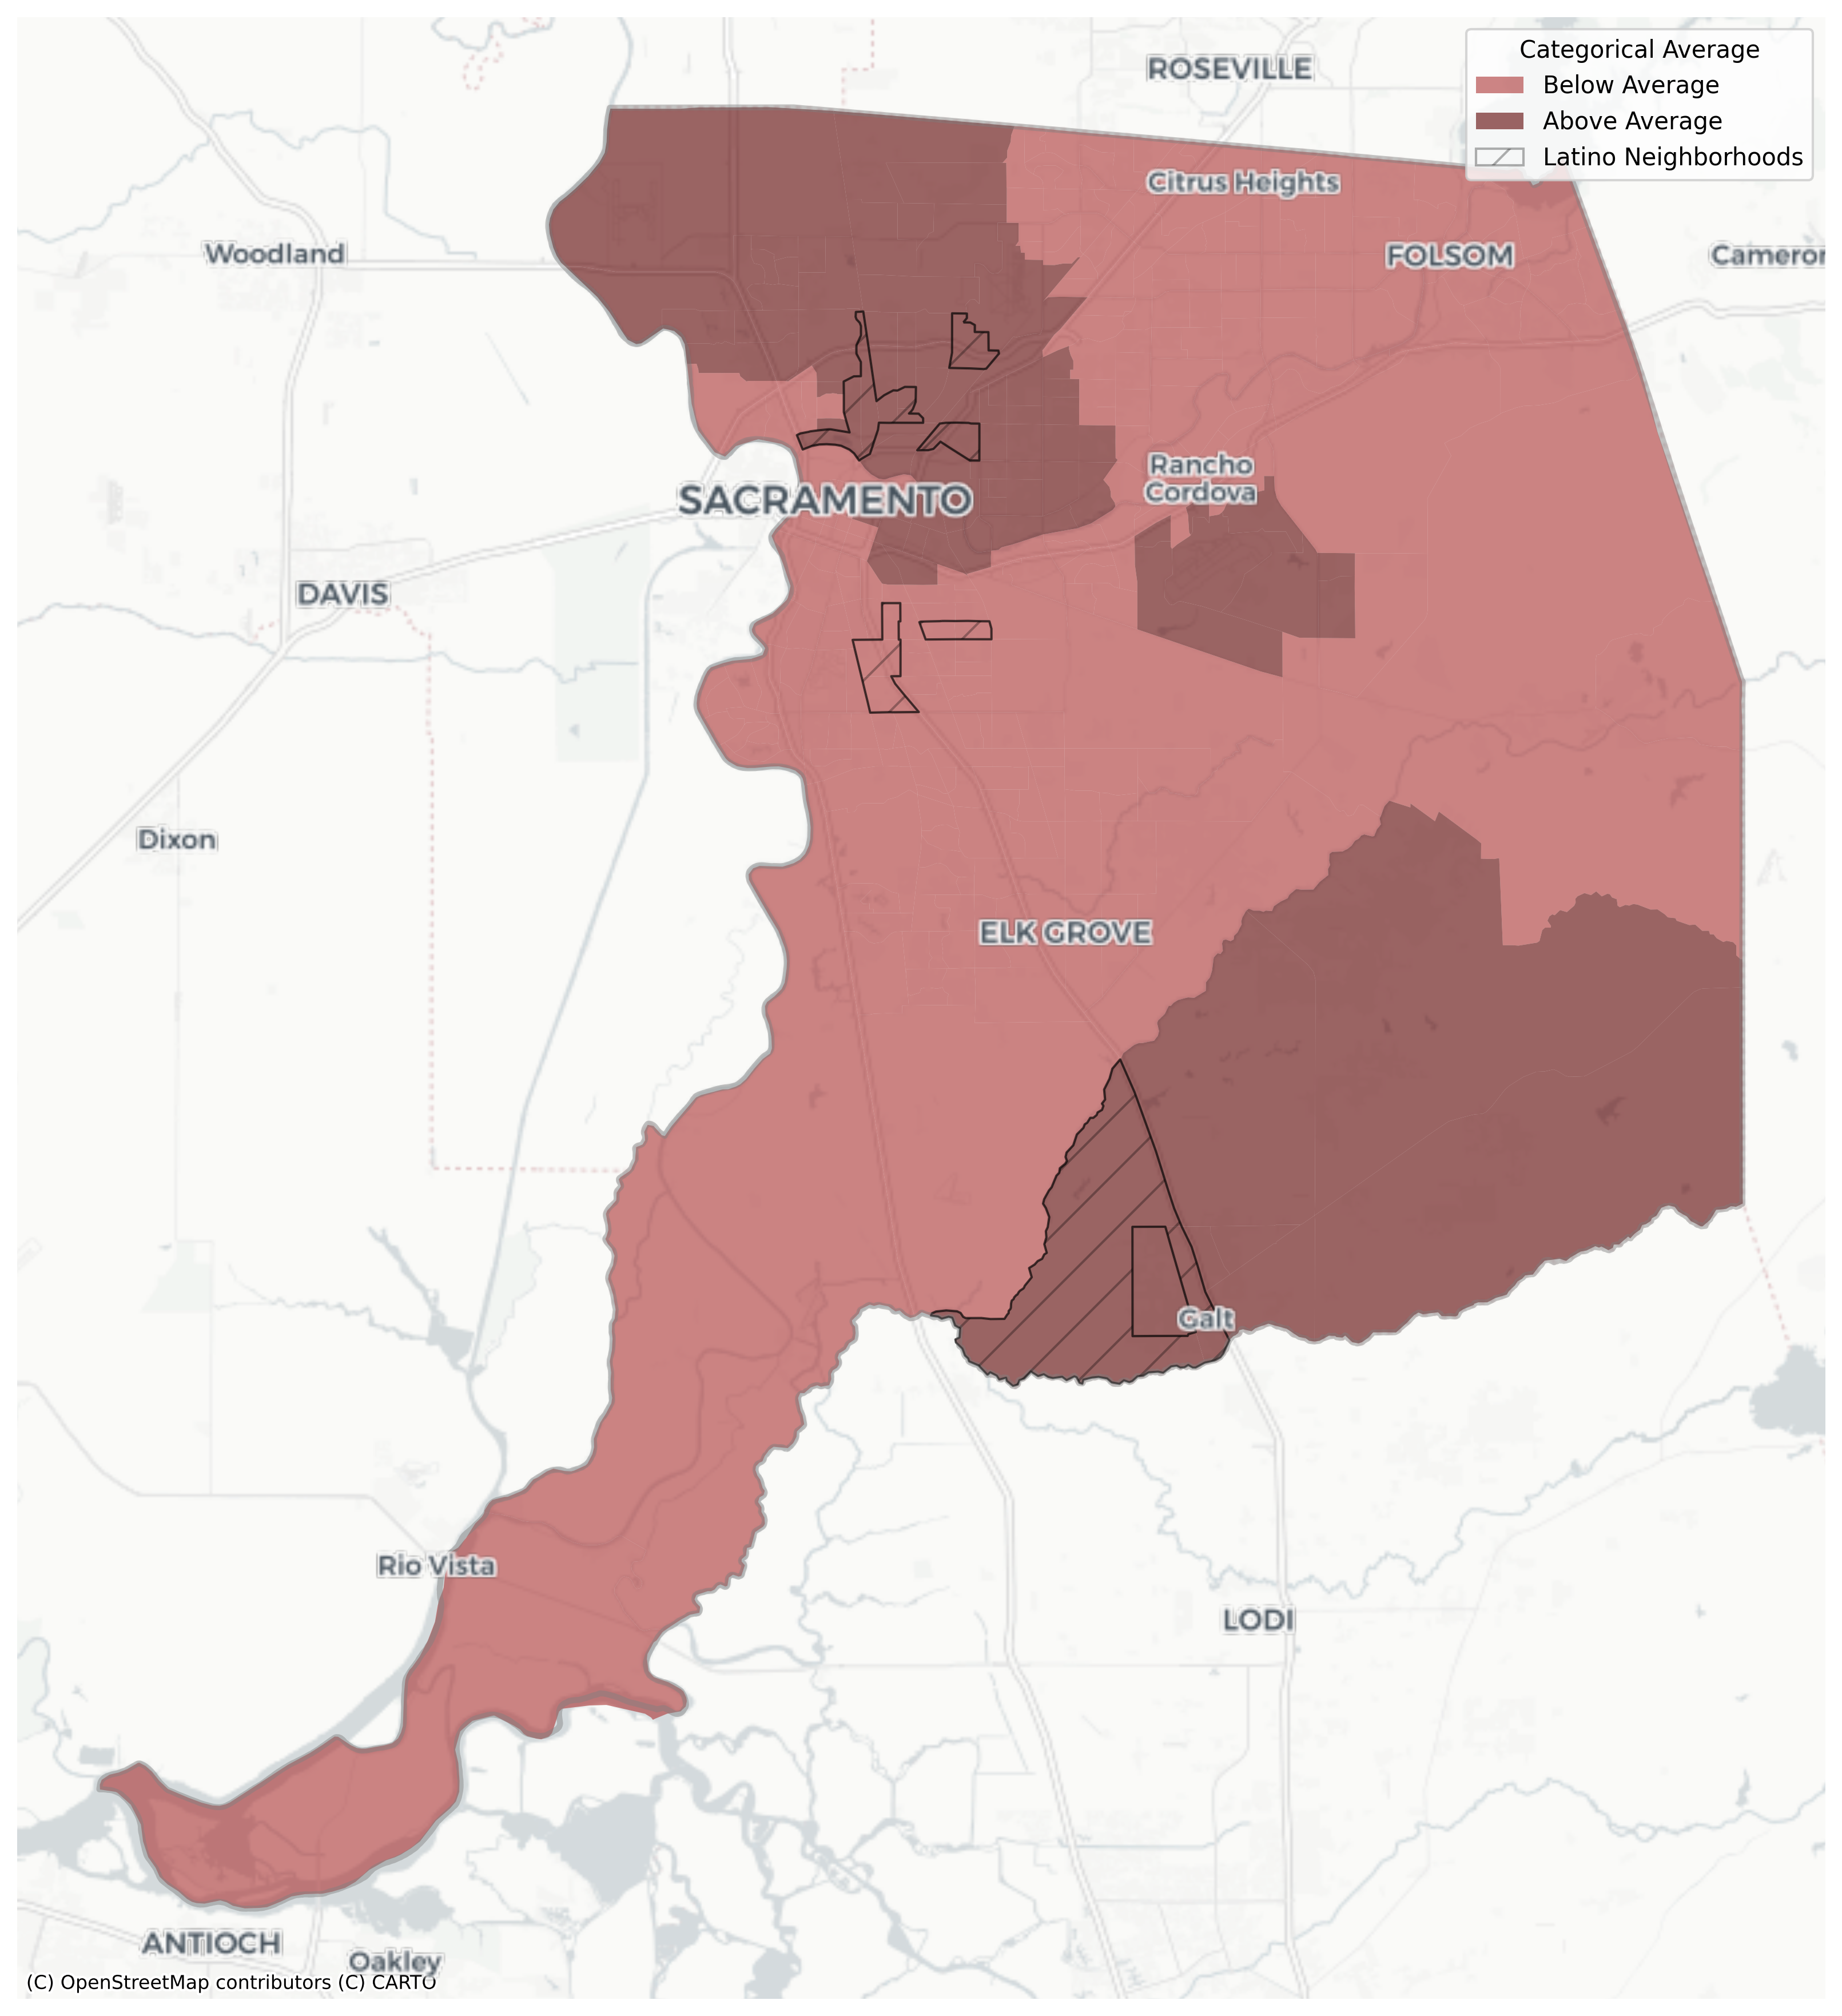 Categorical Average
Below Average
Above Average
Latino Neighborhoods
ROSEVILLE
Citrus Heights
Woodland
FOLSOM
Cameron
Rancho
Cordova
SACRAMENTO
DAVIS
Dixon
ELK GROVE
Galt
Rio Vista
LODI
ANTIOCH
Oakley
(C) OpenStreetMap contributors (C) CARTO